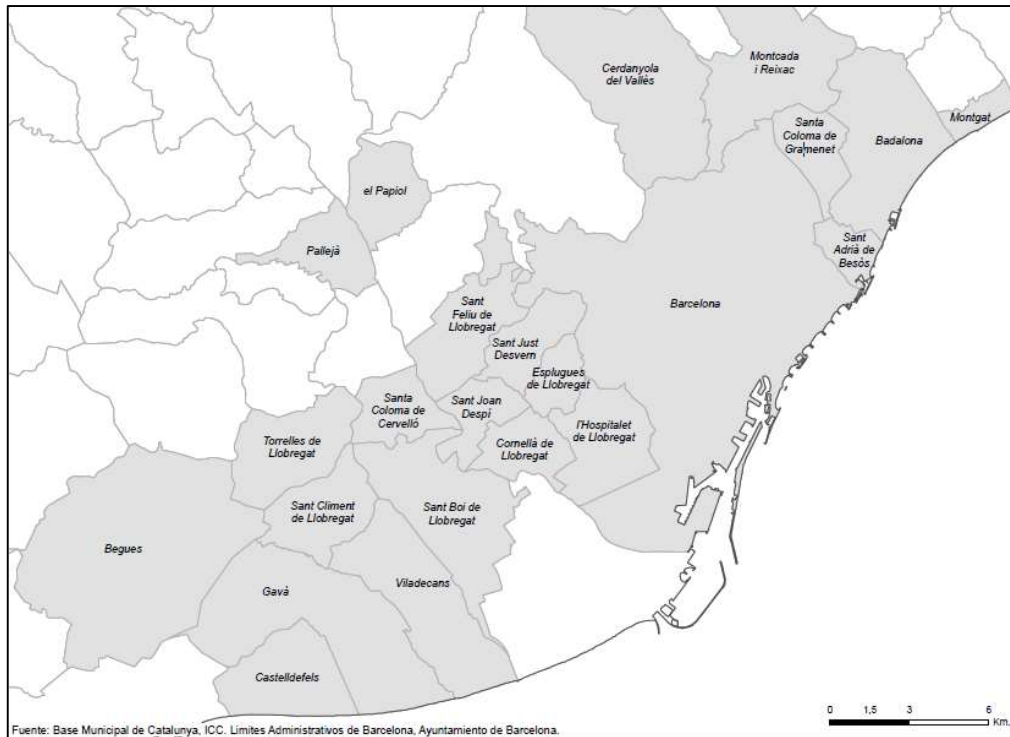 Cerdanyola
del Vallès
Montcada
i Reixac
Santa
Coloma de
Gramenet
Badalona
Montgat
el Papiol
Pallejà
Sant
Adrià de
Besòs
Barcelona
Sant
Feliu de
Llobregat
Sant Just
Desvern
Esplugues
de Llobregat
Santa
Coloma de
Cervelló
Sant Joan
Despí
l'Hospitalet
de Llobregat
Torrelles de
Llobregat
Cornellà de
Llobregat
Sant Climent
de Llobregat
Sant Boi de
Llobregat
Begues
Gavà
Viladecans
Castelldefels
0 1,5 3 6
Km.
Fuente: Base Municipal de Catalunya, ICC. Limites Administrativos de Barcelona, Ayuntamiento de Barcelona.